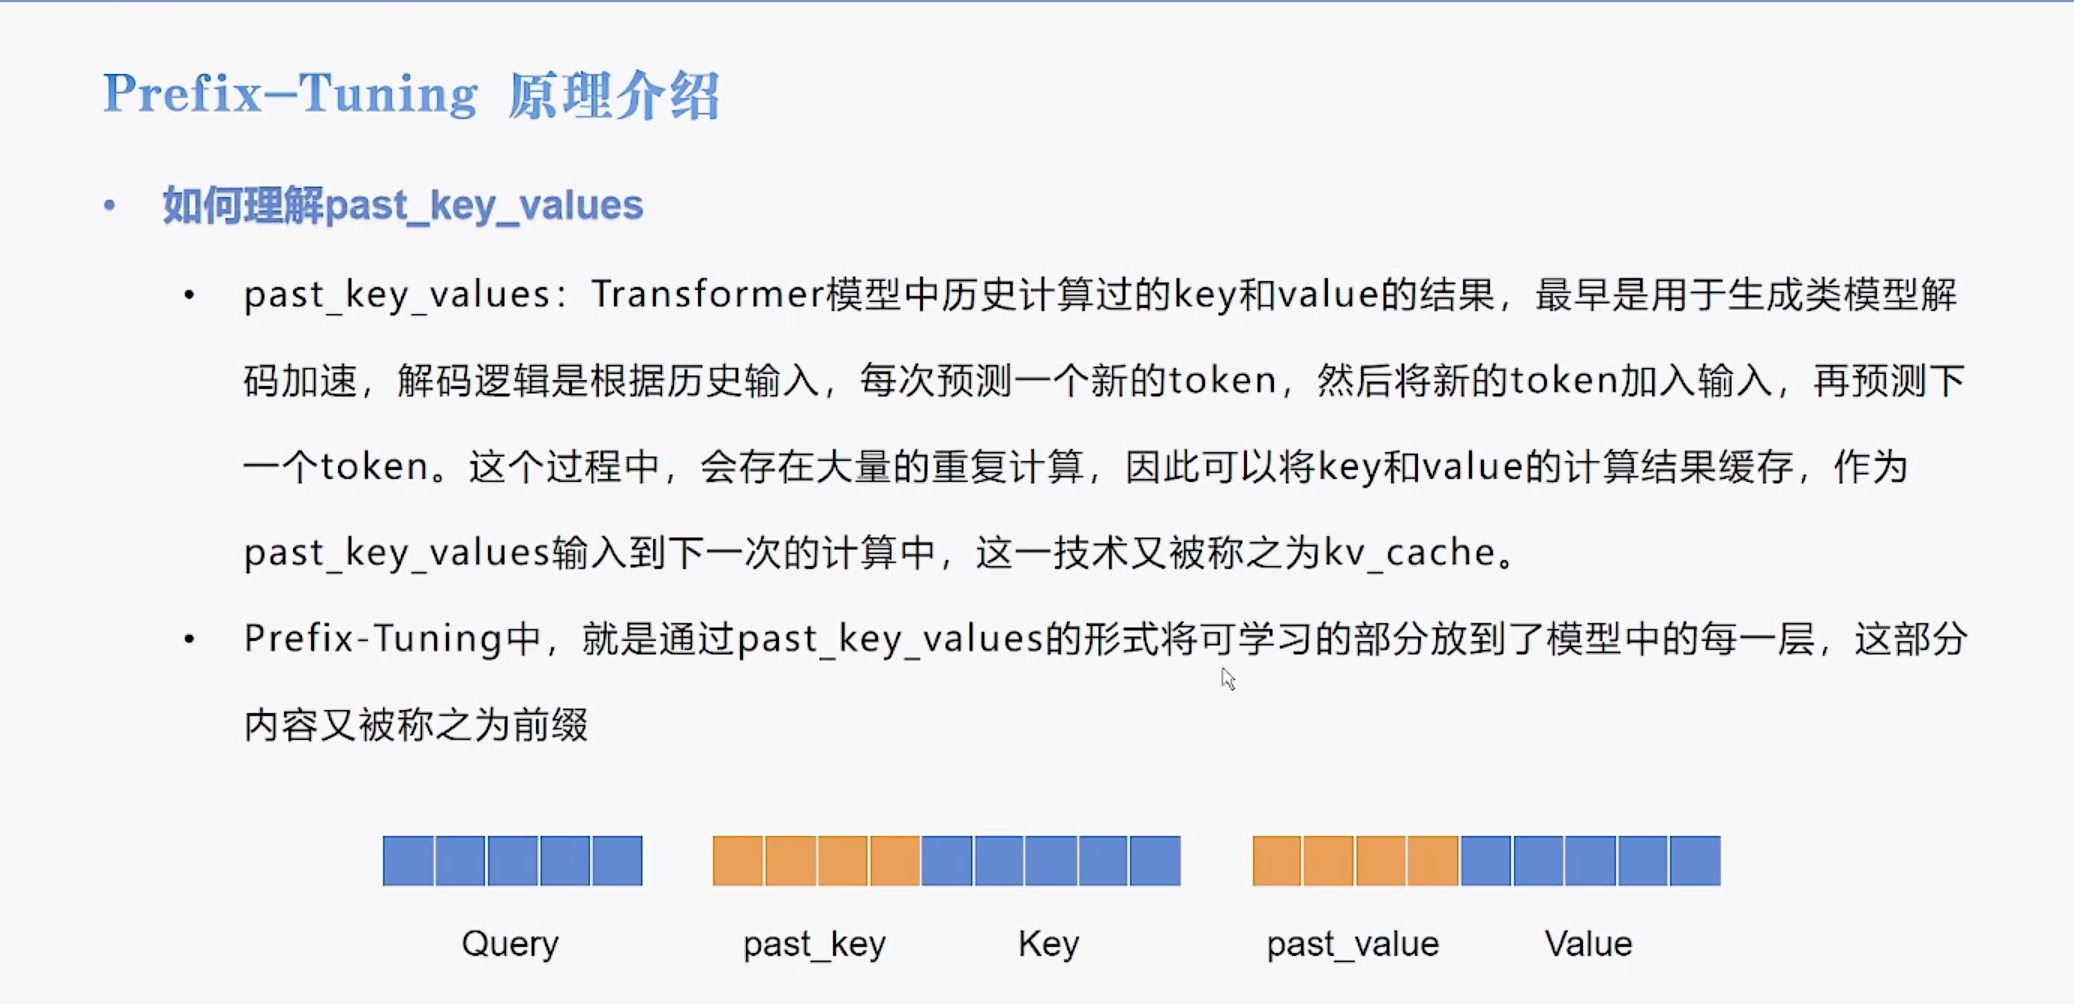 Prefix-Tuning 原理介绍
• 如何理解past_key_values
• past_key_values：Transformer模型中历史计算过的key和value的结果，最早是用于生成类模型解
码加速，解码逻辑是根据历史输入，每次预测一个新的token，然后将新的token加入输入，再预测下
一个token。这个过程中，会存在大量的重复计算，因此可以将key和value的计算结果缓存，作为
past_key_values输入到下一次的计算中，这一技术又被称之为kv_cache。
• Prefix-Tuning中，就是通过past_key_values的形式将可学习的部分放到了模型中的每一层，这部分
内容又被称之为前缀
Query past_key Key past_value Value